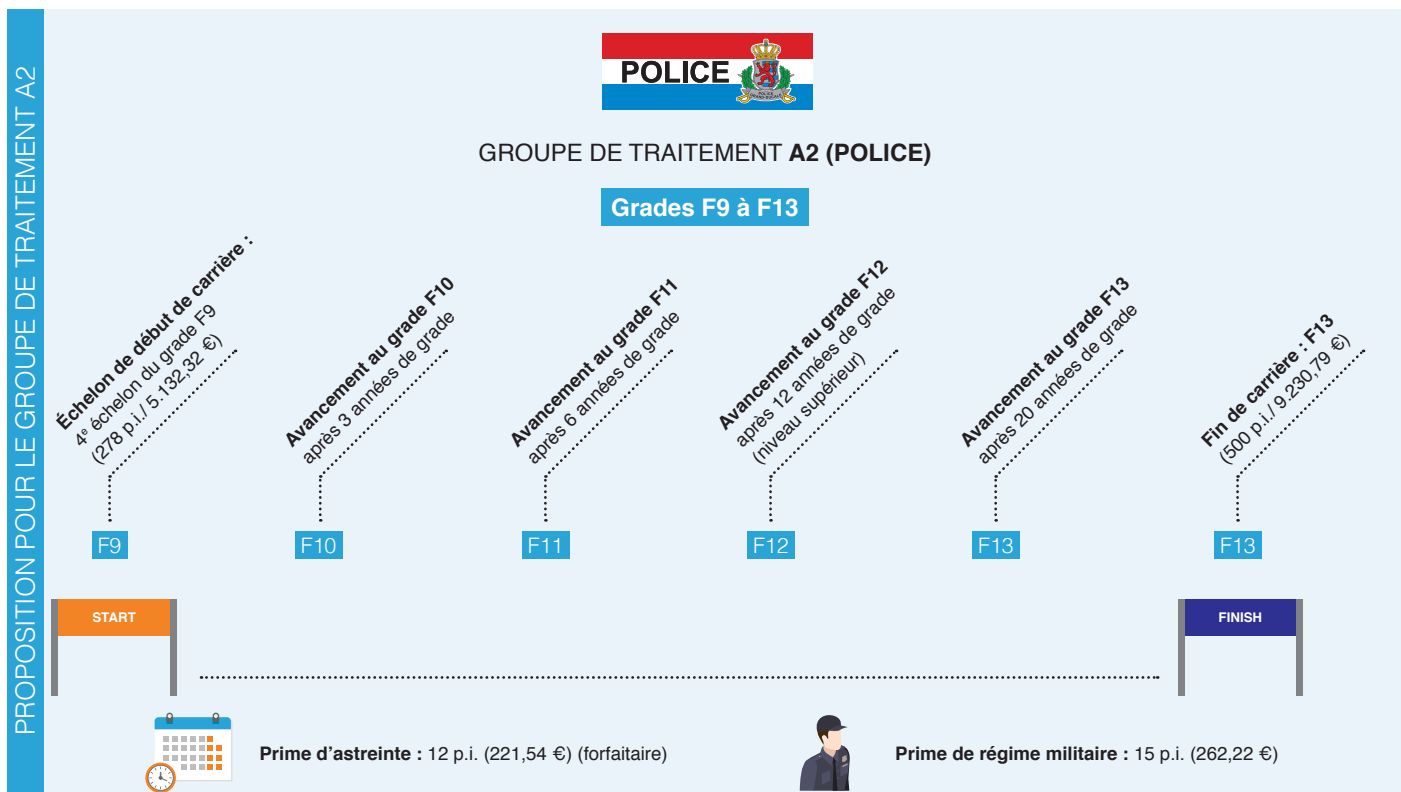 PROPOSITION POUR LE GROUPE DE TRAITEMENT A2
POLICE
POLICE
GRAND-DUCALE
GROUPE DE TRAITEMENT A2 (POLICE)
Grades F9 à F13
Échelon de début de carrière :
4e échelon du grade F9
(278 p.i./ 5.132,32 €)
Avancement au grade F10
après 3 années de grade
Avancement au grade F11
après 6 années de grade
Avancement au grade F12
après 12 années de grade
(niveau supérieur)
Avancement au grade F13
après 20 années de grade
Fin de carrière : F13
(500 p.i./ 9.230,79 €)
F9
F10
F11
F12
F13
F13
START
FINISH
Prime d’astreinte : 12 p.i. (221,54 €) (forfaitaire)
Prime de régime militaire : 15 p.i. (262,22 €)